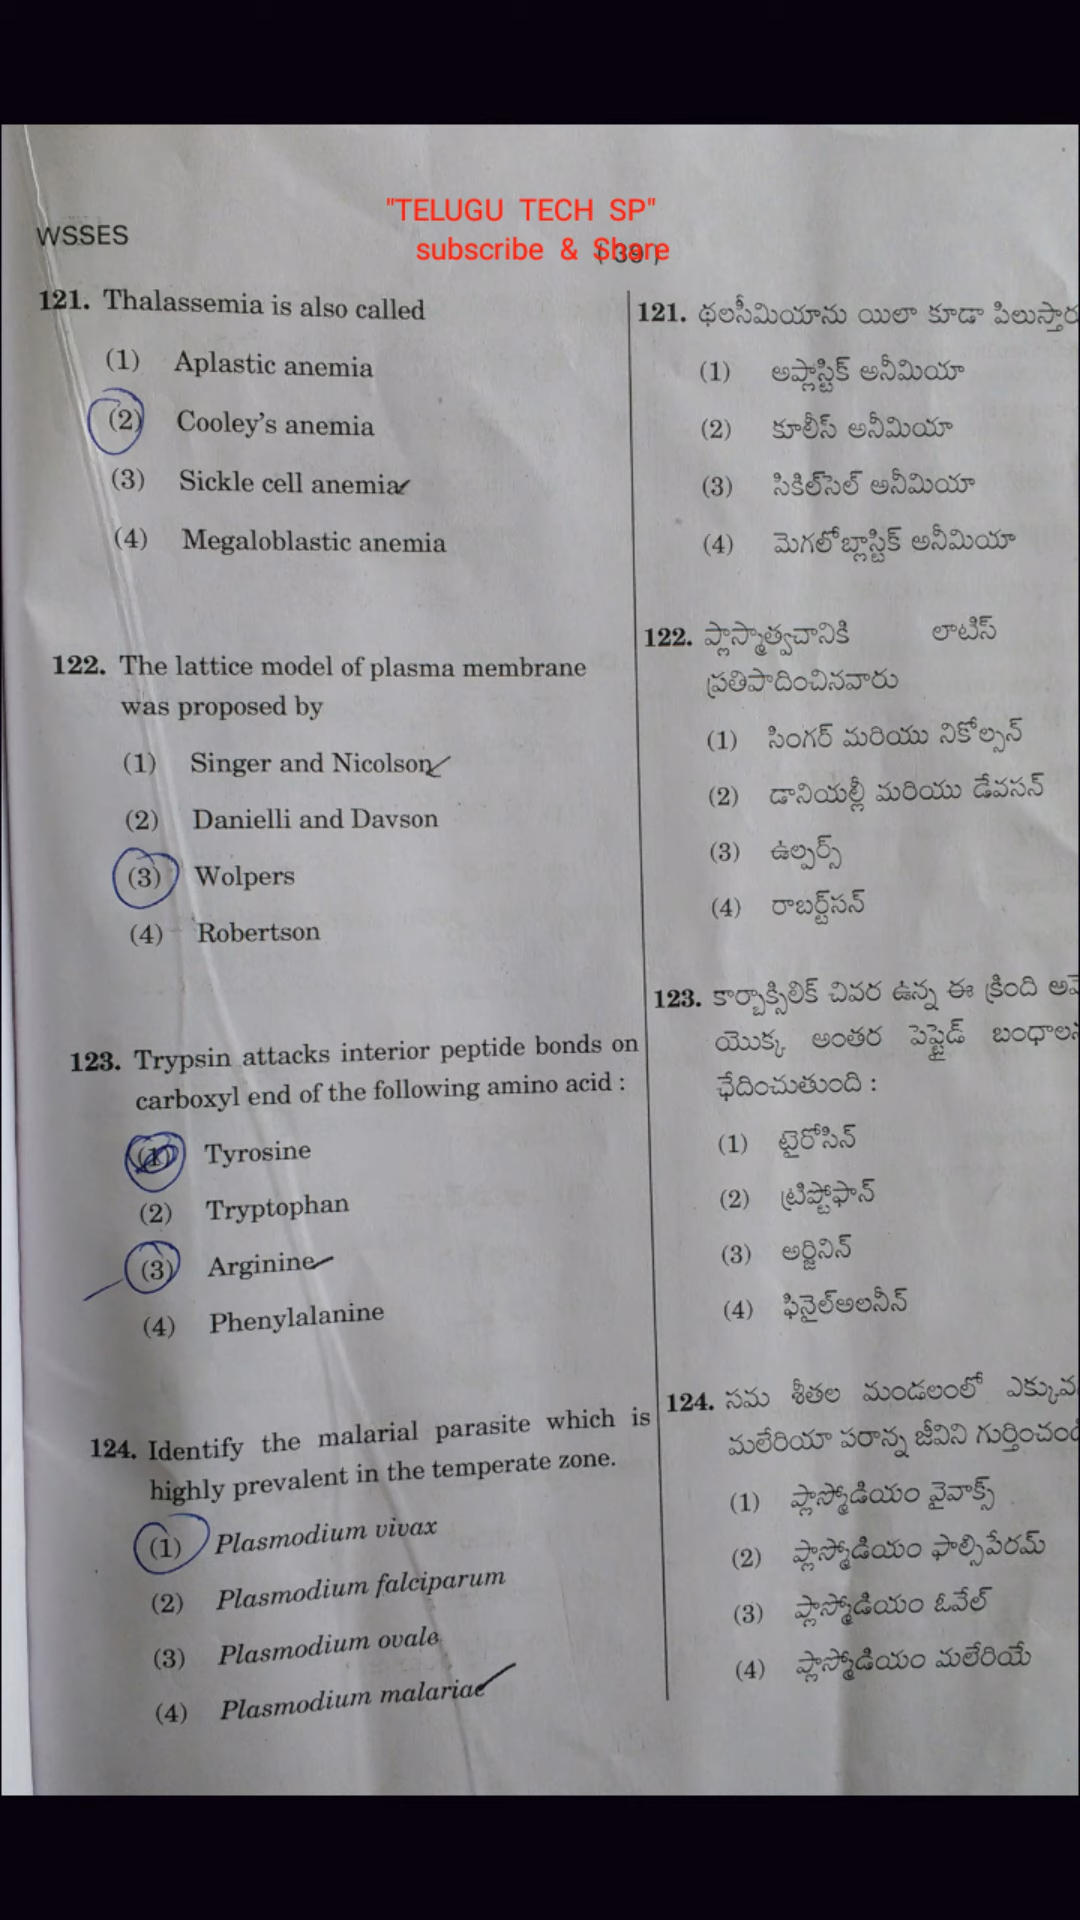 "TELUGU TECH SP"
subscribe & Share
WSSES
( 39 )
121. Thalassemia is also called
(1) Aplastic anemia
(2) Cooley's anemia
(3) Sickle cell anemia
(4) Megaloblastic anemia
122. The lattice model of plasma membrane
was proposed by
(1) Singer and Nicolson
(2) Danielli and Davson
(3) Wolpers
(4) Robertson
123. Trypsin attacks interior peptide bonds on
carboxyl end of the following amino acid :
(1) Tyrosine
(2) Tryptophan
(3) Arginine
(4) Phenylalanine
124. Identify the malarial parasite which is
highly prevalent in the temperate zone.
(1) Plasmodium vivax
(2) Plasmodium falciparum
(3) Plasmodium ovale
(4) Plasmodium malariae
121. థలసీమియాను యిలా కూడా
(1) అప్లాస్టిక్ అనీమియా
(2) కూలీస్ అనీమియా
(3) సికిల్‌సెల్ అనీమియా
(4) మెగలోబ్లాస్టిక్ అనీమియా
122. ప్లాస్మాత్వచానికి లాటిస్
ప్రతిపాదించినవారు
(1) సింగర్ మరియు నికోల్సన్
(2) డానియల్లీ మరియు డేవసన్
(3) ఉల్పర్స్
(4) రాబర్ట్‌సన్
123. కార్బాక్సిలిక్ చివర ఉన్న ఈ క్రింది
యొక్క అంతర పెప్టైడ్
ఛేదించుతుంది :
(1) టైరోసిన్
(2) ట్రిప్టోఫాన్
(3) అర్జినిన్
(4) ఫినైల్‌అలనీన్
124. సమ శీతల మండలంలో ఎక్కువ
మలేరియా పరాన్న జీవిని
(1) ప్లాస్మోడియం వైవాక్స్
(2) ప్లాస్మోడియం ఫాల్సిపేరమ్
(3) ప్లాస్మోడియం ఓవేల్
(4) ప్లాస్మోడియం మలేరియే